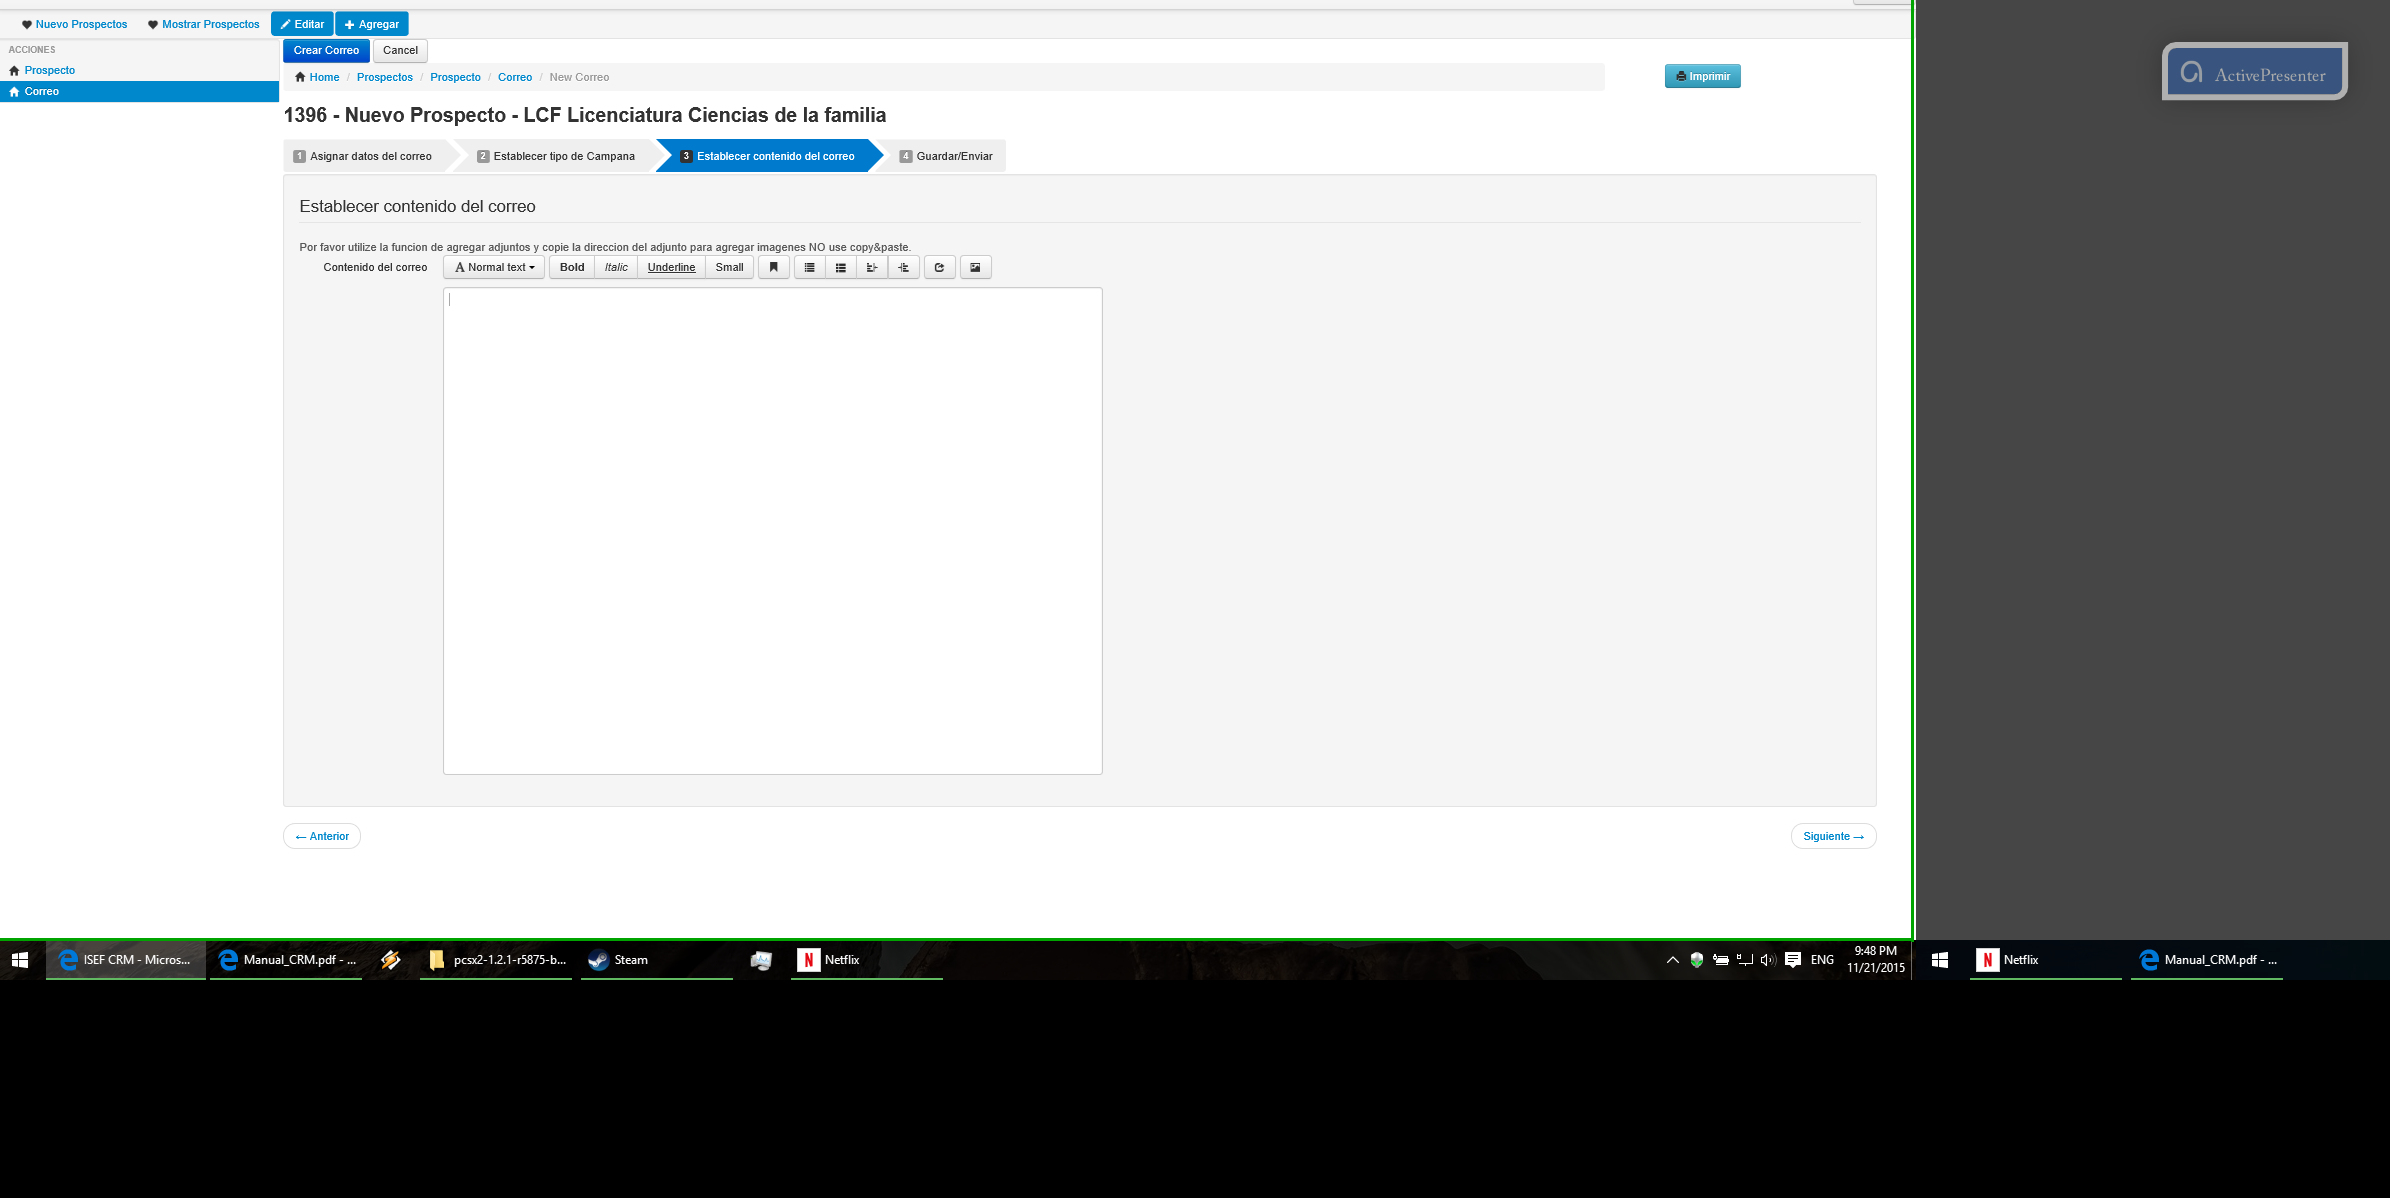 Nuevo Prospectos Mostrar Prospectos Editar Agregar
ACCIONES
Prospecto
Correo
Crear Correo Cancel
Home / Prospectos / Prospecto / Correo / New Correo
Imprimir
1396 - Nuevo Prospecto - LCF Licenciatura Ciencias de la familia
1 Asignar datos del correo 2 Establecer tipo de Campana 3 Establecer contenido del correo 4 Guardar/Enviar
Establecer contenido del correo
Por favor utilize la funcion de agregar adjuntos y copie la direccion del adjunto para agregar imagenes NO use copy&paste.
Contenido del correo A Normal text Bold Italic Underline Small
← Anterior
Siguiente →
ActivePresenter
ISEF CRM - Micros... Manual_CRM.pdf - ... pcsx2-1.2.1-r5875-b... Steam N Netflix ENG 9:48 PM
11/21/2015
N Netflix Manual_CRM.pdf - ...